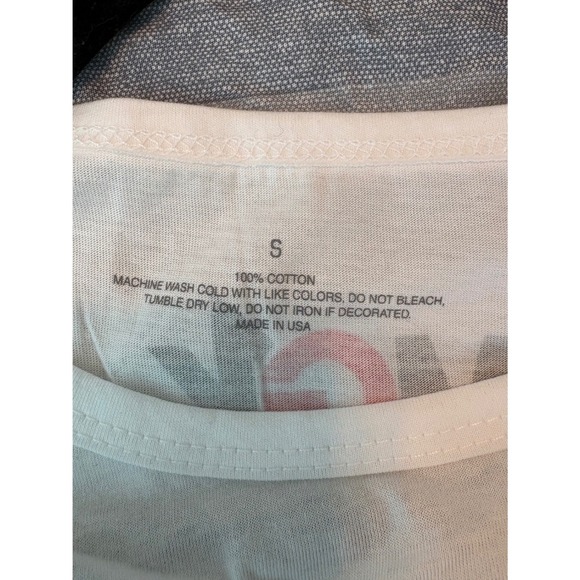 S
100% COTTON
MACHINE WASH COLD WITH LIKE COLORS, DO NOT BLEACH,
TUMBLE DRY LOW, DO NOT IRON IF DECORATED.
MADE IN USA